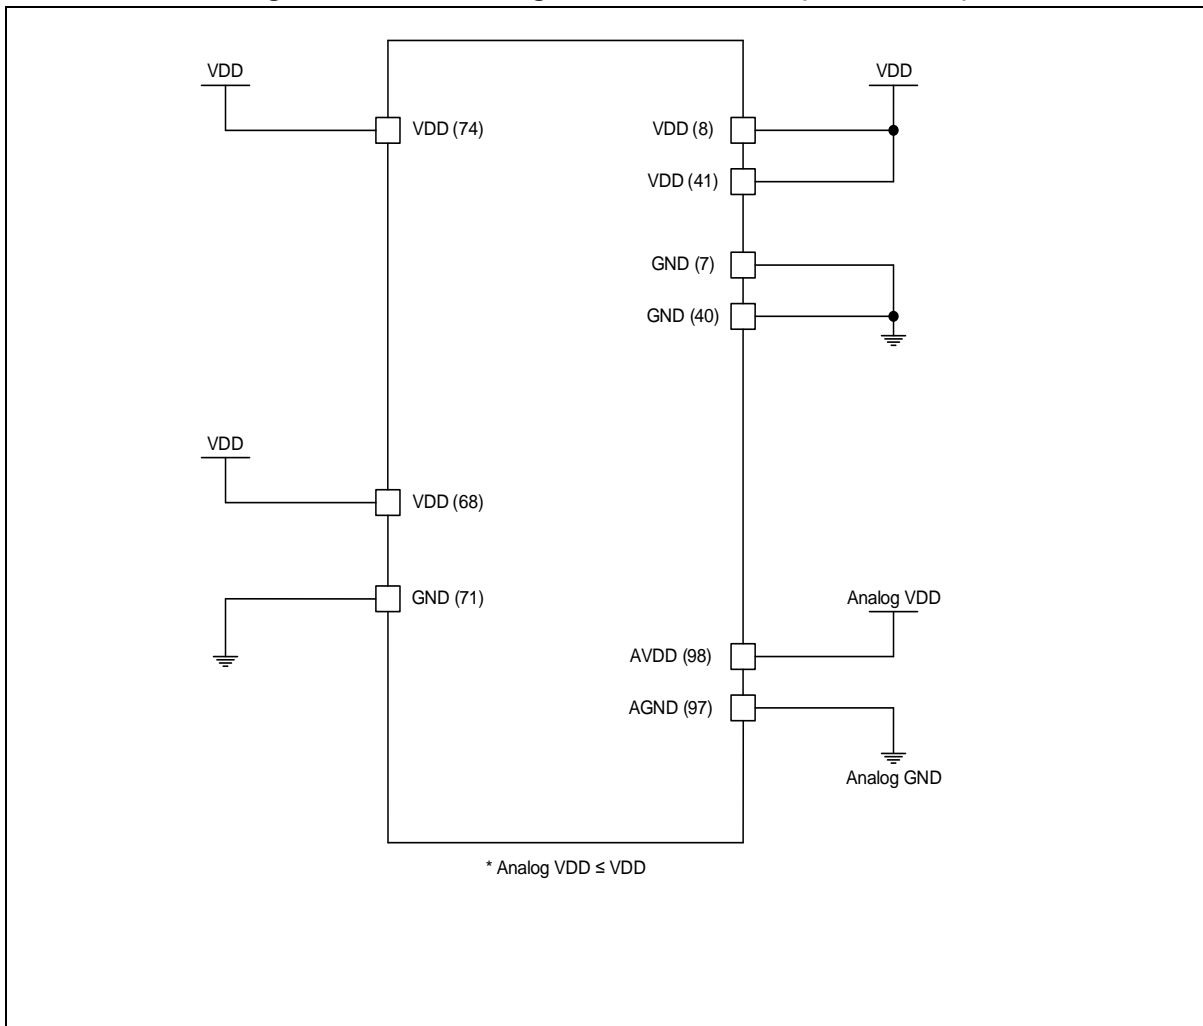 VDD
VDD
VDD (74)
VDD (8)
VDD (41)
GND (7)
GND (40)
VDD
VDD (68)
GND (71)
Analog VDD
AVDD (98)
AGND (97)
Analog GND
* Analog VDD ≤ VDD